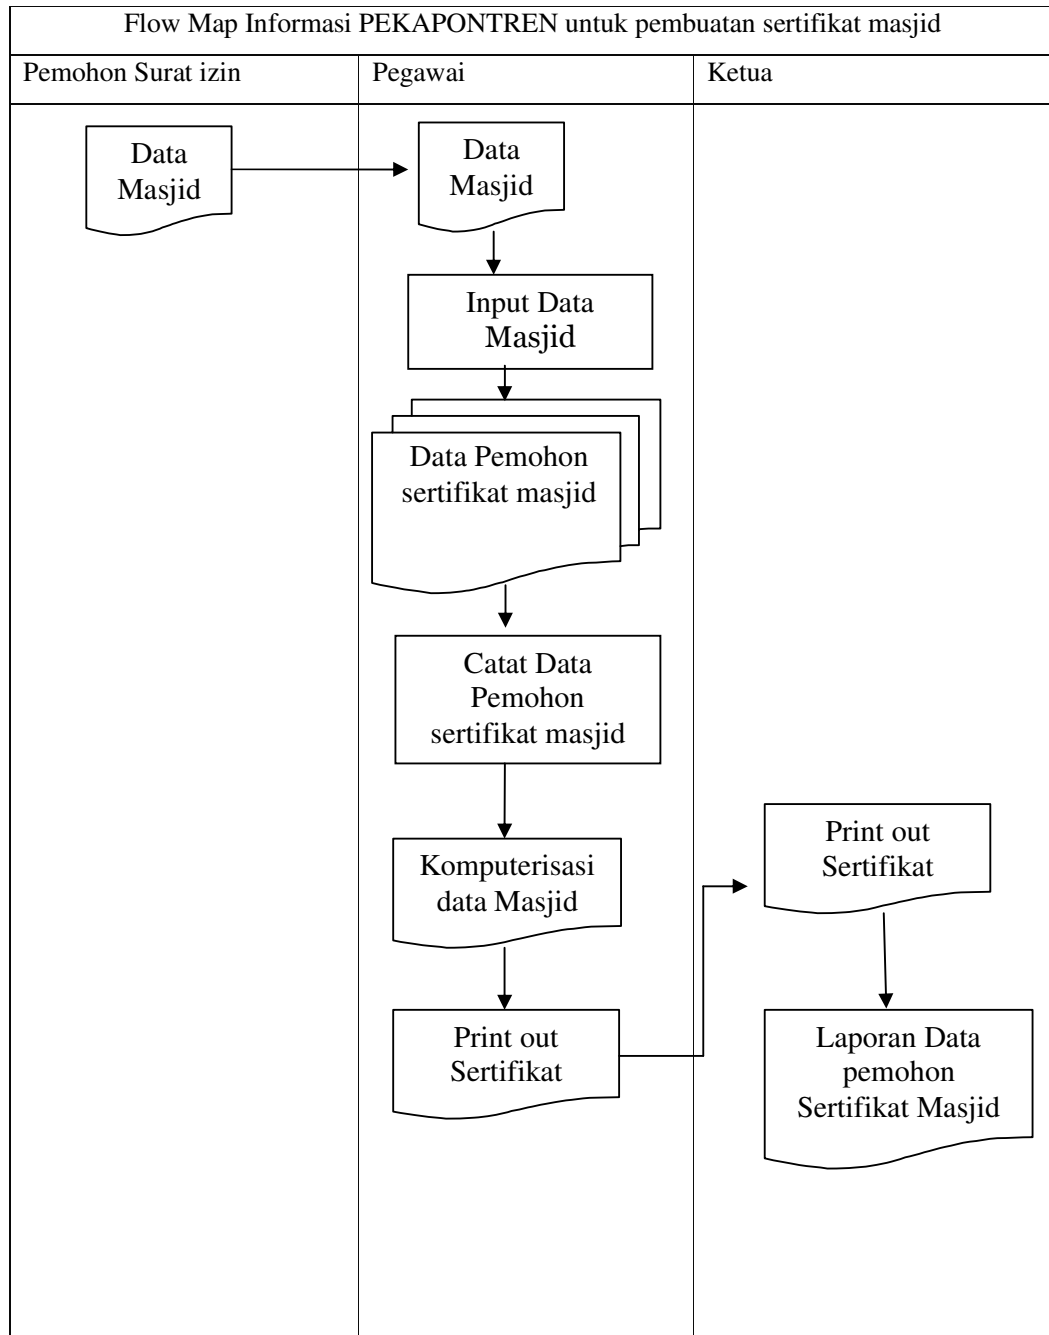 Flow Map Informasi PEKAPONTREN untuk pembuatan sertifikat masjid
Pemohon Surat izin
Pegawai
Ketua
Data
Masjid
Data
Masjid
Input Data
Masjid
Data Pemohon
sertifikat masjid
Catat Data
Pemohon
sertifikat masjid
Komputerisasi
data Masjid
Print out
Sertifikat
Print out
Sertifikat
Laporan Data
pemohon
Sertifikat Masjid